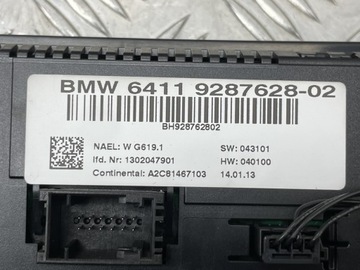 BMW 6411 9287628-02
BH928762802
NAEL: W G619.1 SW: 043101
lfd. Nr: 1302047901 HW: 040100
Continental: A2C81467103 14.01.13